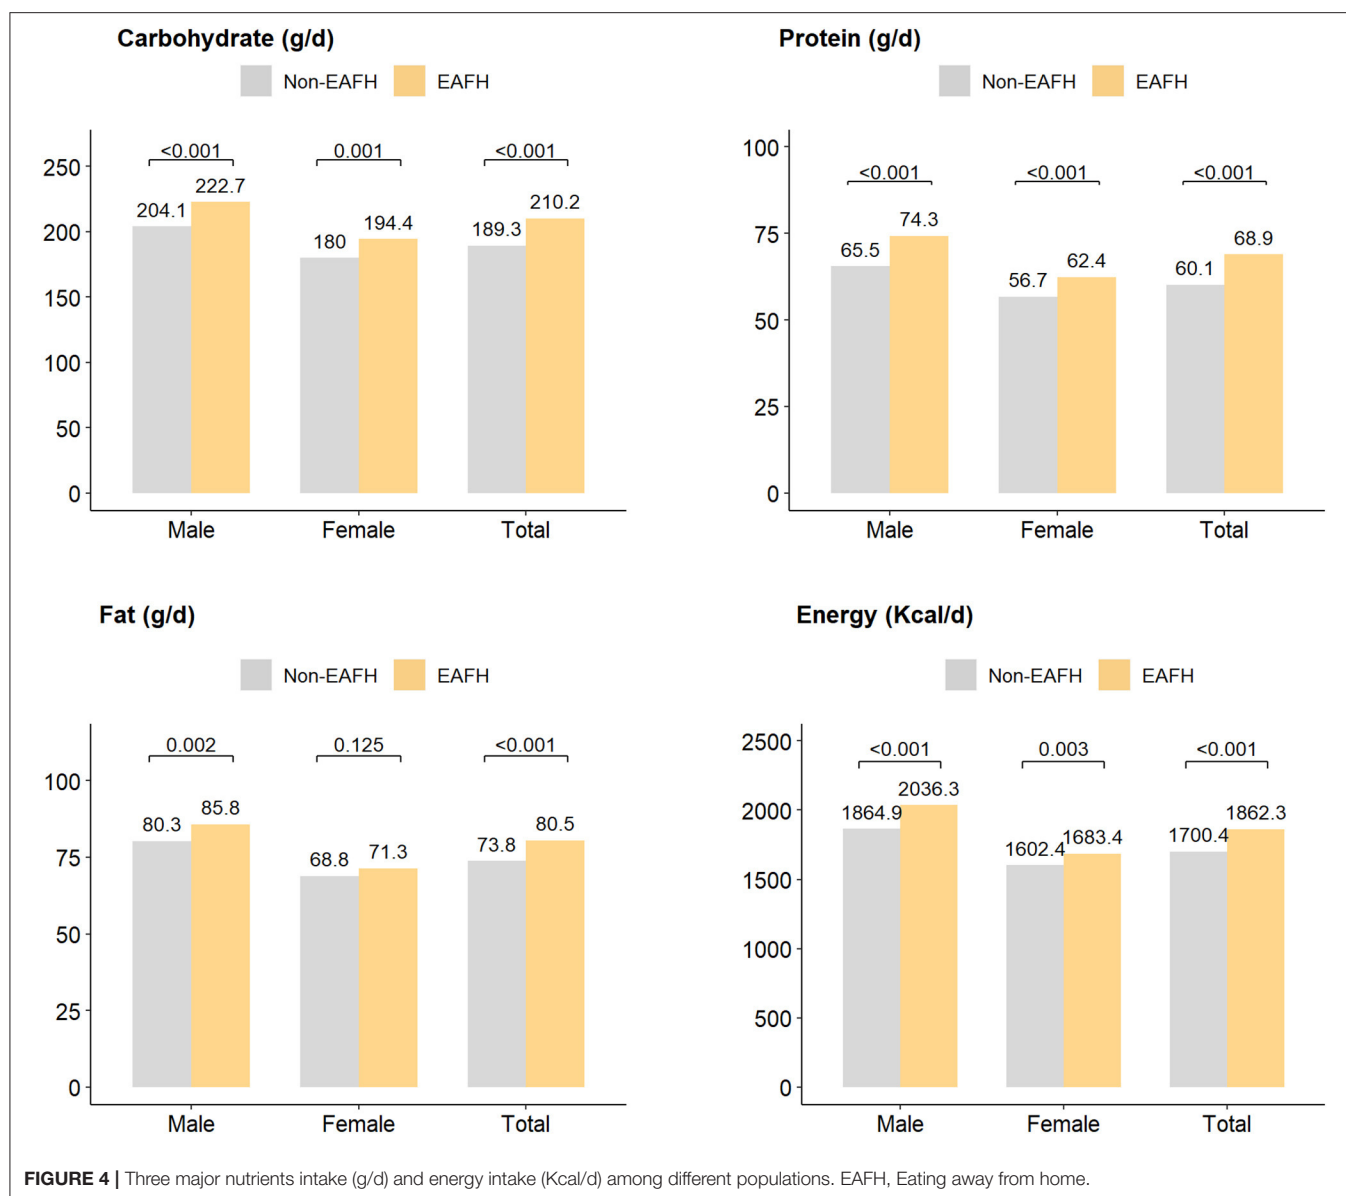 Carbohydrate (g/d)
Non-EAFH EAFH
250
200
150
100
50
0
<0.001 0.001 <0.001
204.1 222.7 180 194.4 189.3 210.2
Male Female Total
Protein (g/d)
Non-EAFH EAFH
100
75
50
25
0
<0.001 <0.001 <0.001
65.5 74.3 56.7 62.4 60.1 68.9
Male Female Total
Fat (g/d)
Non-EAFH EAFH
100
75
50
25
0
0.002 0.125 <0.001
80.3 85.8 68.8 71.3 73.8 80.5
Male Female Total
Energy (Kcal/d)
Non-EAFH EAFH
2500
2000
1500
1000
500
0
<0.001 0.003 <0.001
1864.9 2036.3 1602.4 1683.4 1700.4 1862.3
Male Female Total
FIGURE 4 | Three major nutrients intake (g/d) and energy intake (Kcal/d) among different populations. EAFH, Eating away from home.